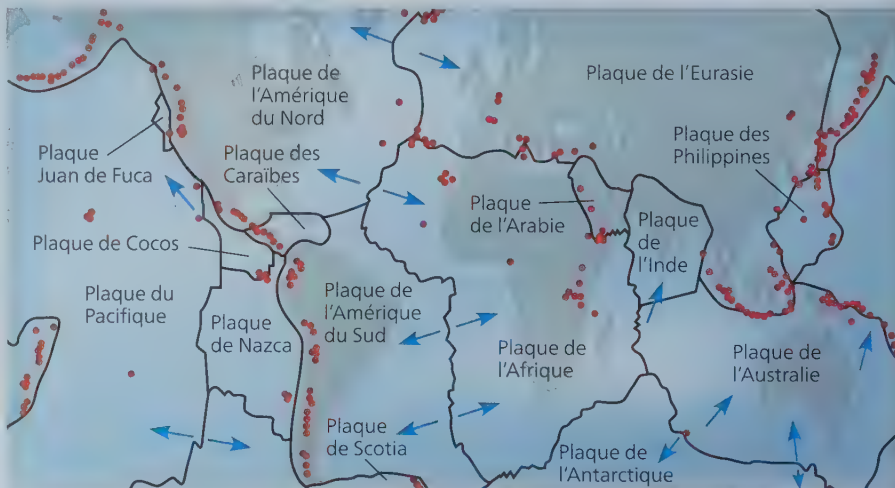 Plaque de
l'Amérique
du Nord
Plaque de l'Eurasie
Plaque
Juan de Fuca
Plaque des
Caraïbes
Plaque des
Philippines
Plaque
de l'Arabie
Plaque
de
l'Inde
Plaque de Cocos
Plaque du
Pacifique
Plaque
de Nazca
Plaque de
l'Amérique
du Sud
Plaque de
l'Afrique
Plaque de
l'Australie
Plaque
de Scotia
Plaque de
l'Antarctique